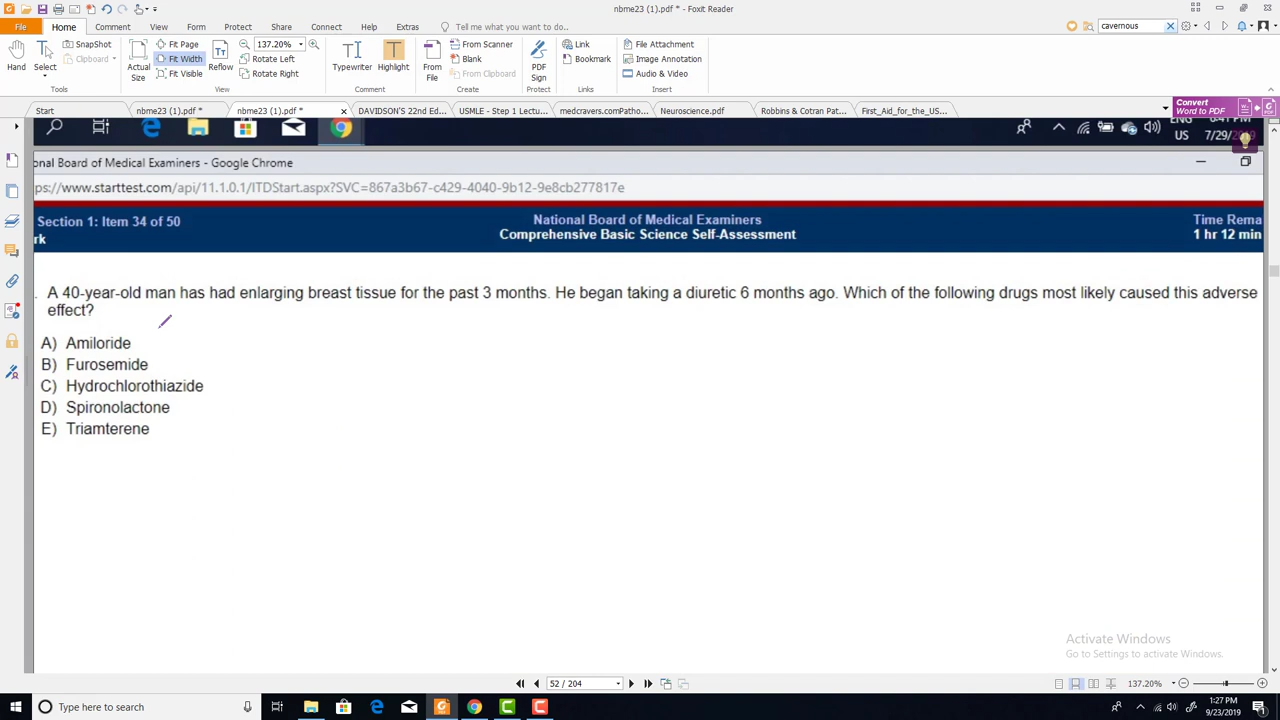 nbme23 (1).pdf * - Foxit Reader
File Home Comment View Form Protect Share Connect Help Extras Tell me what you want to do... cavernous
SnapShot Fit Page 137.20% Rotate Left From Scanner Link File Attachment
Clipboard Fit Width Rotate Right Blank Bookmark Image Annotation
Fit Visible From Clipboard Audio & Video
Hand Select Actual Size Reflow Typewriter Highlight From File PDF Sign
Tools View Comment Create Protect Links Insert
Start nbme23 (1).pdf * nbme23 (1).pdf * DAVIDSON'S 22nd Ed... USMLE - Step 1 Lectu... medcravers.comPatho... Neuroscience.pdf Robbins & Cotran Pat... First_Aid_for_the_US... Convert Word to PDF
US 7/29/
onal Board of Medical Examiners - Google Chrome
ps://www.starttest.com/api/11.1.0.1/ITDStart.aspx?SVC=867a3b67-c429-4040-9b12-9e8cb277817e
Section 1: Item 34 of 50 National Board of Medical Examiners Time Rema
rk Comprehensive Basic Science Self-Assessment 1 hr 12 min
. A 40-year-old man has had enlarging breast tissue for the past 3 months. He began taking a diuretic 6 months ago. Which of the following drugs most likely caused this adverse
effect?
A) Amiloride
B) Furosemide
C) Hydrochlorothiazide
D) Spironolactone
E) Triamterene
Activate Windows
Go to Settings to activate Windows.
52 / 204 137.20%
Type here to search 1:27 PM
9/23/2019